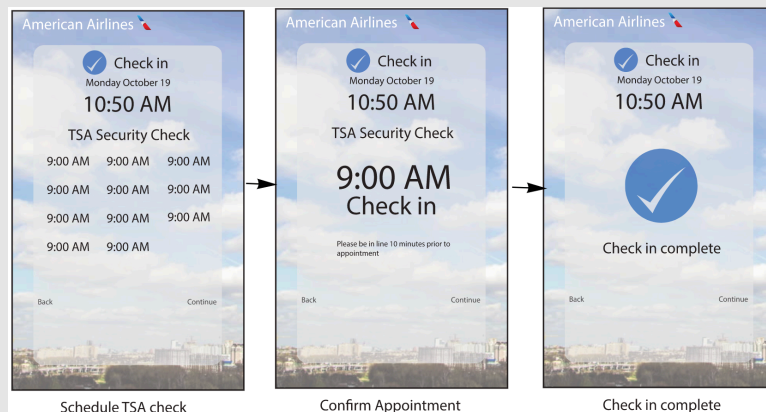 American Airlines
Check in
Monday October 19
10:50 AM
TSA Security Check
9:00 AM 9:00 AM 9:00 AM
9:00 AM 9:00 AM 9:00 AM
9:00 AM 9:00 AM 9:00 AM
9:00 AM 9:00 AM
Back Continue
Schedule TSA check
American Airlines
Check in
Monday October 19
10:50 AM
TSA Security Check
9:00 AM
Check in
Please be in line 10 minutes prior to
appointment
Back Continue
Confirm Appointment
American Airlines
Check in
Monday October 19
10:50 AM
Check in complete
Back Continue
Check in complete